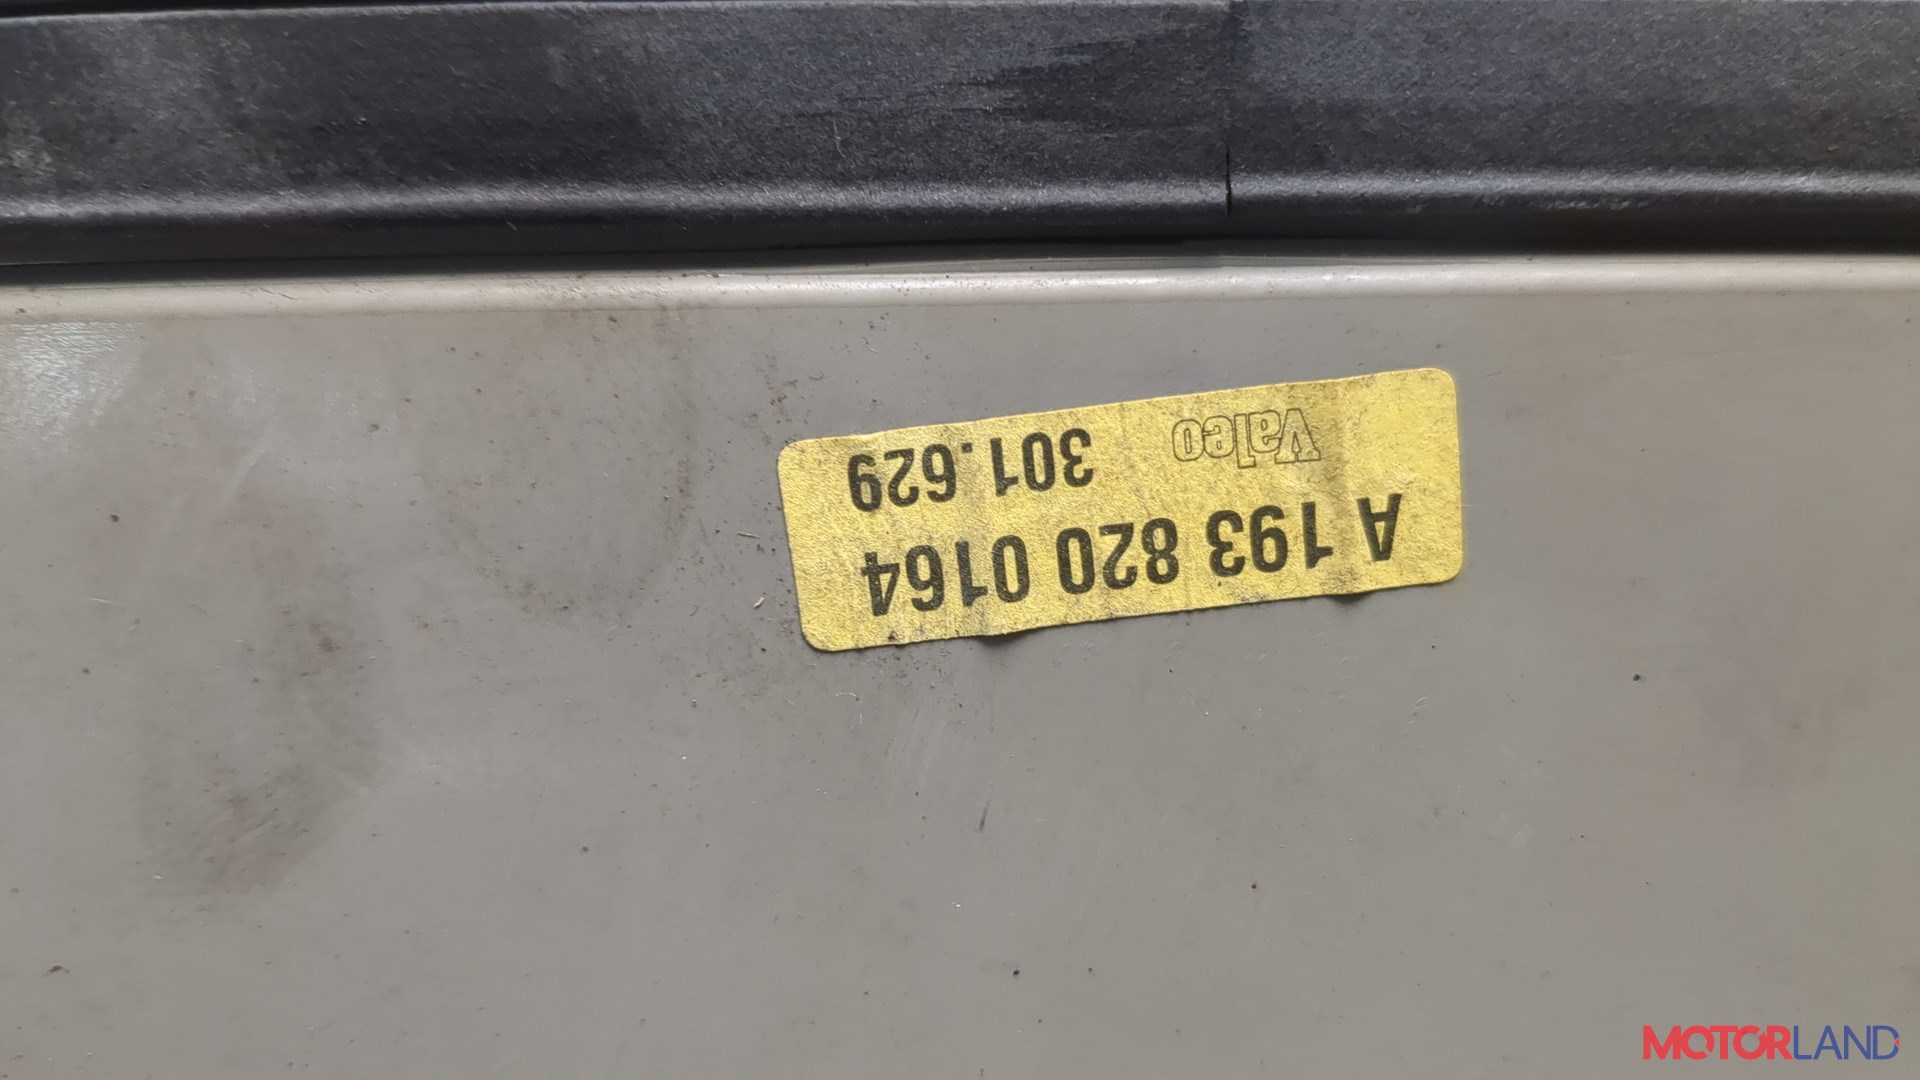 A 193 820 0164
Valeo 301.629
MOTORLAND